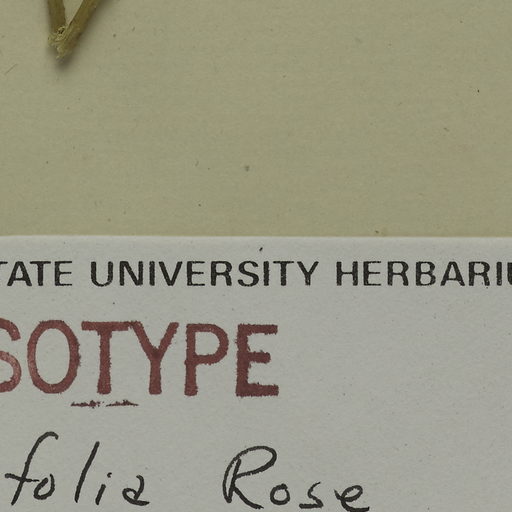 TATE UNIVERSITY HERBARIU
SOTYPE
folia Rose